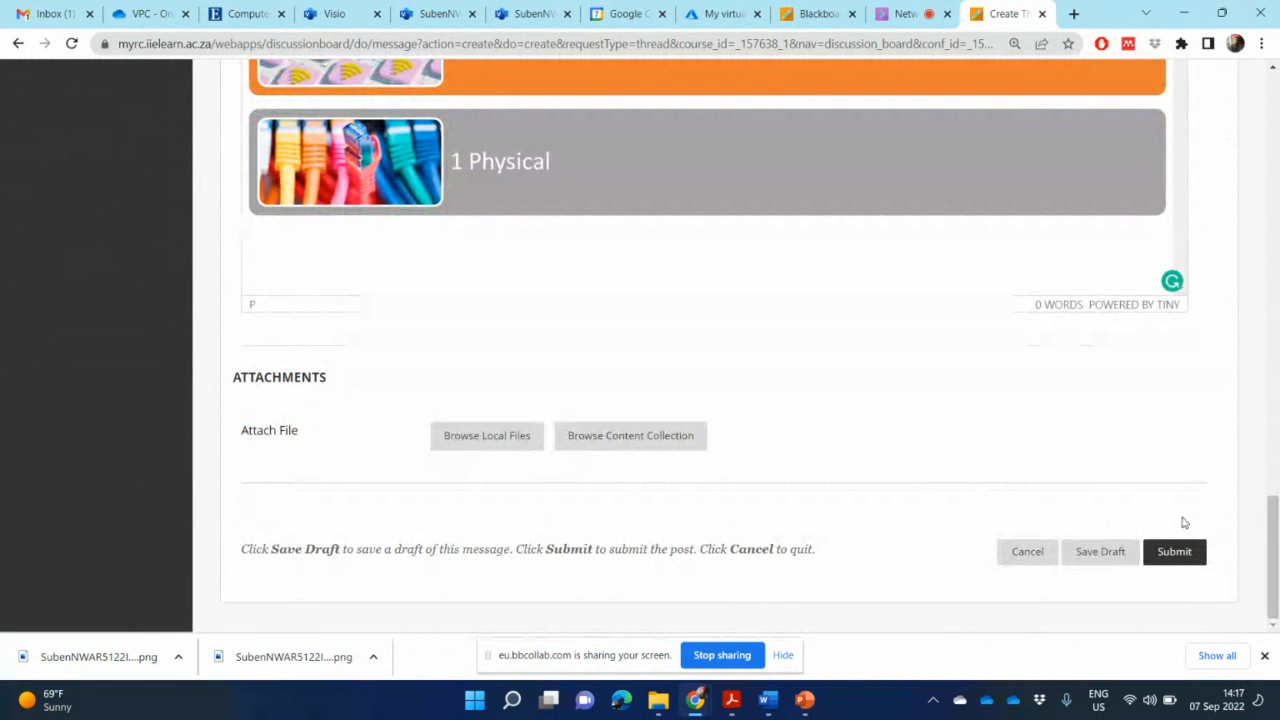 Inbox (1)
VPC - On
Compute
Visio
SubenNV
SubenNV
Google C
My virtua
Blackboa
Netw
Create Th
myrc.iielearn.ac.za/webapps/discussionboard/do/message?action=create&do=create&requestType=thread&course_id=_157638_1&nav=discussion_board&conf_id=_15...
1 Physical
P
0 WORDS POWERED BY TINY
ATTACHMENTS
Attach File
Browse Local Files
Browse Content Collection
Click Save Draft to save a draft of this message. Click Submit to submit the post. Click Cancel to quit.
Cancel
Save Draft
Submit
SubenNWAR5122I....png
SubenNWAR5122I....png
eu.bbcollab.com is sharing your screen.
Stop sharing
Hide
Show all
69°F
Sunny
ENG
US
14:17
07 Sep 2022